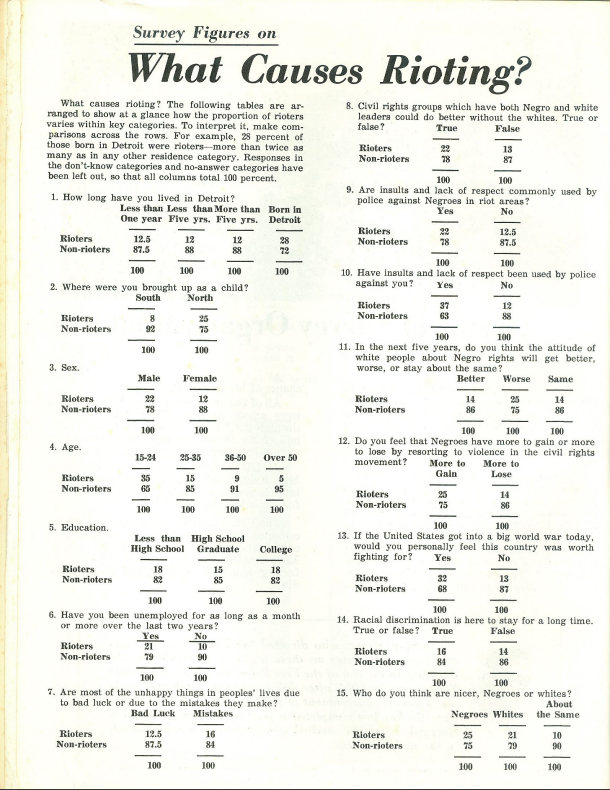 Survey Figures on
What Causes Rioting?
What causes rioting? The following tables are ar-
ranged to show at a glance how the proportion of rioters
varies within key categories. To interpret it, make com-
parisons across the rows. For example, 28 percent of
those born in Detroit were rioters—more than twice as
many as in any other residence category. Responses in
the don't-know categories and no-answer categories have
been left out, so that all columns total 100 percent.
1. How long have you lived in Detroit?
Less than Less than More than Born in
One year Five yrs. Five yrs. Detroit
Rioters 12.5 12 12 28
Non-rioters 87.5 88 88 72
100 100 100 100
2. Where were you brought up as a child?
South North
Rioters 8 25
Non-rioters 92 75
100 100
3. Sex.
Male Female
Rioters 22 12
Non-rioters 78 88
100 100
4. Age.
15-24 25-35 36-50 Over 50
Rioters 35 15 9 5
Non-rioters 65 85 91 95
100 100 100 100
5. Education.
Less than High School
High School Graduate College
Rioters 18 15 18
Non-rioters 82 85 82
100 100 100
6. Have you been unemployed for as long as a month
or more over the last two years?
Yes No
Rioters 21 10
Non-rioters 79 90
100 100
7. Are most of the unhappy things in peoples' lives due
to bad luck or due to the mistakes they make?
Bad Luck Mistakes
Rioters 12.5 16
Non-rioters 87.5 84
100 100
8. Civil rights groups which have both Negro and white
leaders could do better without the whites. True or
false? True False
Rioters 22 13
Non-rioters 78 87
100 100
9. Are insults and lack of respect commonly used by
police against Negroes in riot areas?
Yes No
Rioters 22 12.5
Non-rioters 78 87.5
100 100
10. Have insults and lack of respect been used by police
against you? Yes No
Rioters 37 12
Non-rioters 63 88
100 100
11. In the next five years, do you think the attitude of
white people about Negro rights will get better,
worse, or stay about the same?
Better Worse Same
Rioters 14 25 14
Non-rioters 86 75 86
100 100 100
12. Do you feel that Negroes have more to gain or more
to lose by resorting to violence in the civil rights
movement? More to More to
Gain Lose
Rioters 25 14
Non-rioters 75 86
100 100
13. If the United States got into a big world war today,
would you personally feel this country was worth
fighting for? Yes No
Rioters 32 13
Non-rioters 68 87
100 100
14. Racial discrimination is here to stay for a long time.
True or false? True False
Rioters 16 14
Non-rioters 84 86
100 100
15. Who do you think are nicer, Negroes or whites?
About
Negroes Whites the Same
Rioters 25 21 10
Non-rioters 75 79 90
100 100 100